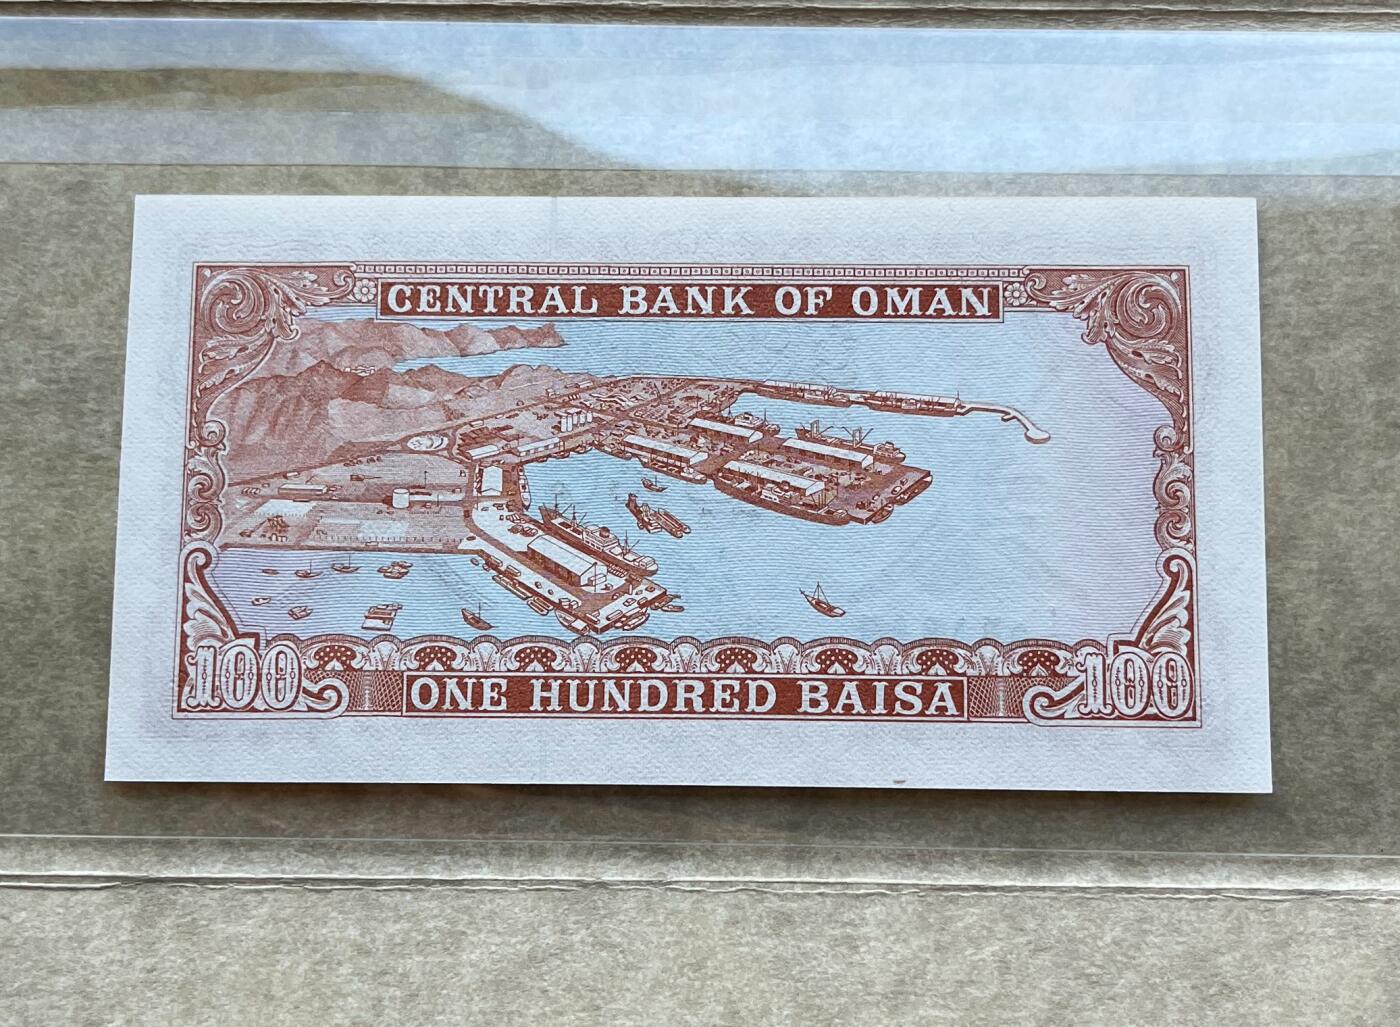 CENTRAL BANK OF OMAN
100
ONE HUNDRED BAISA
100